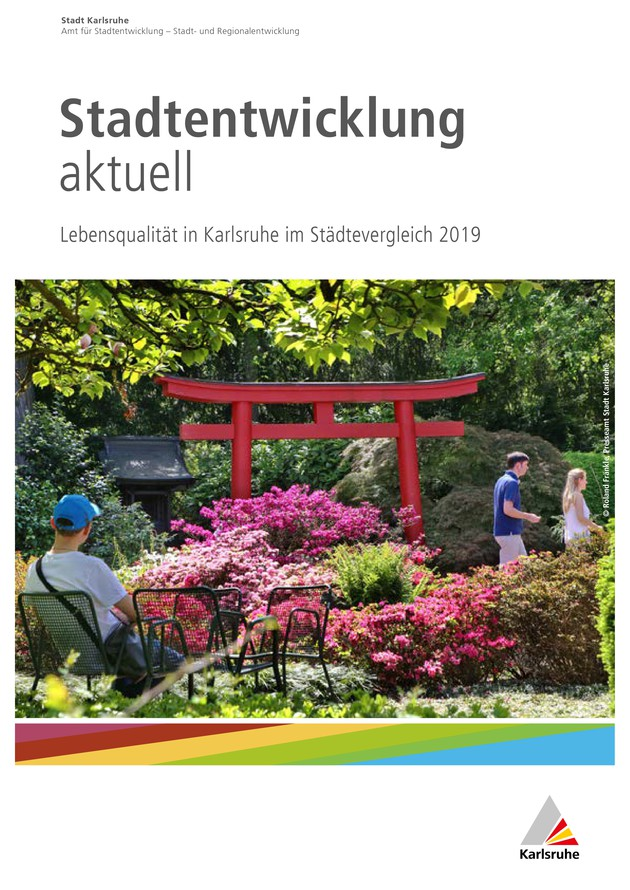 Stadt Karlsruhe
Amt für Stadtentwicklung – Stadt- und Regionalentwicklung
Stadtentwicklung
aktuell
Lebensqualität in Karlsruhe im Städtevergleich 2019
© Roland Fränkle, Presseamt Stadt Karlsruhe
Karlsruhe